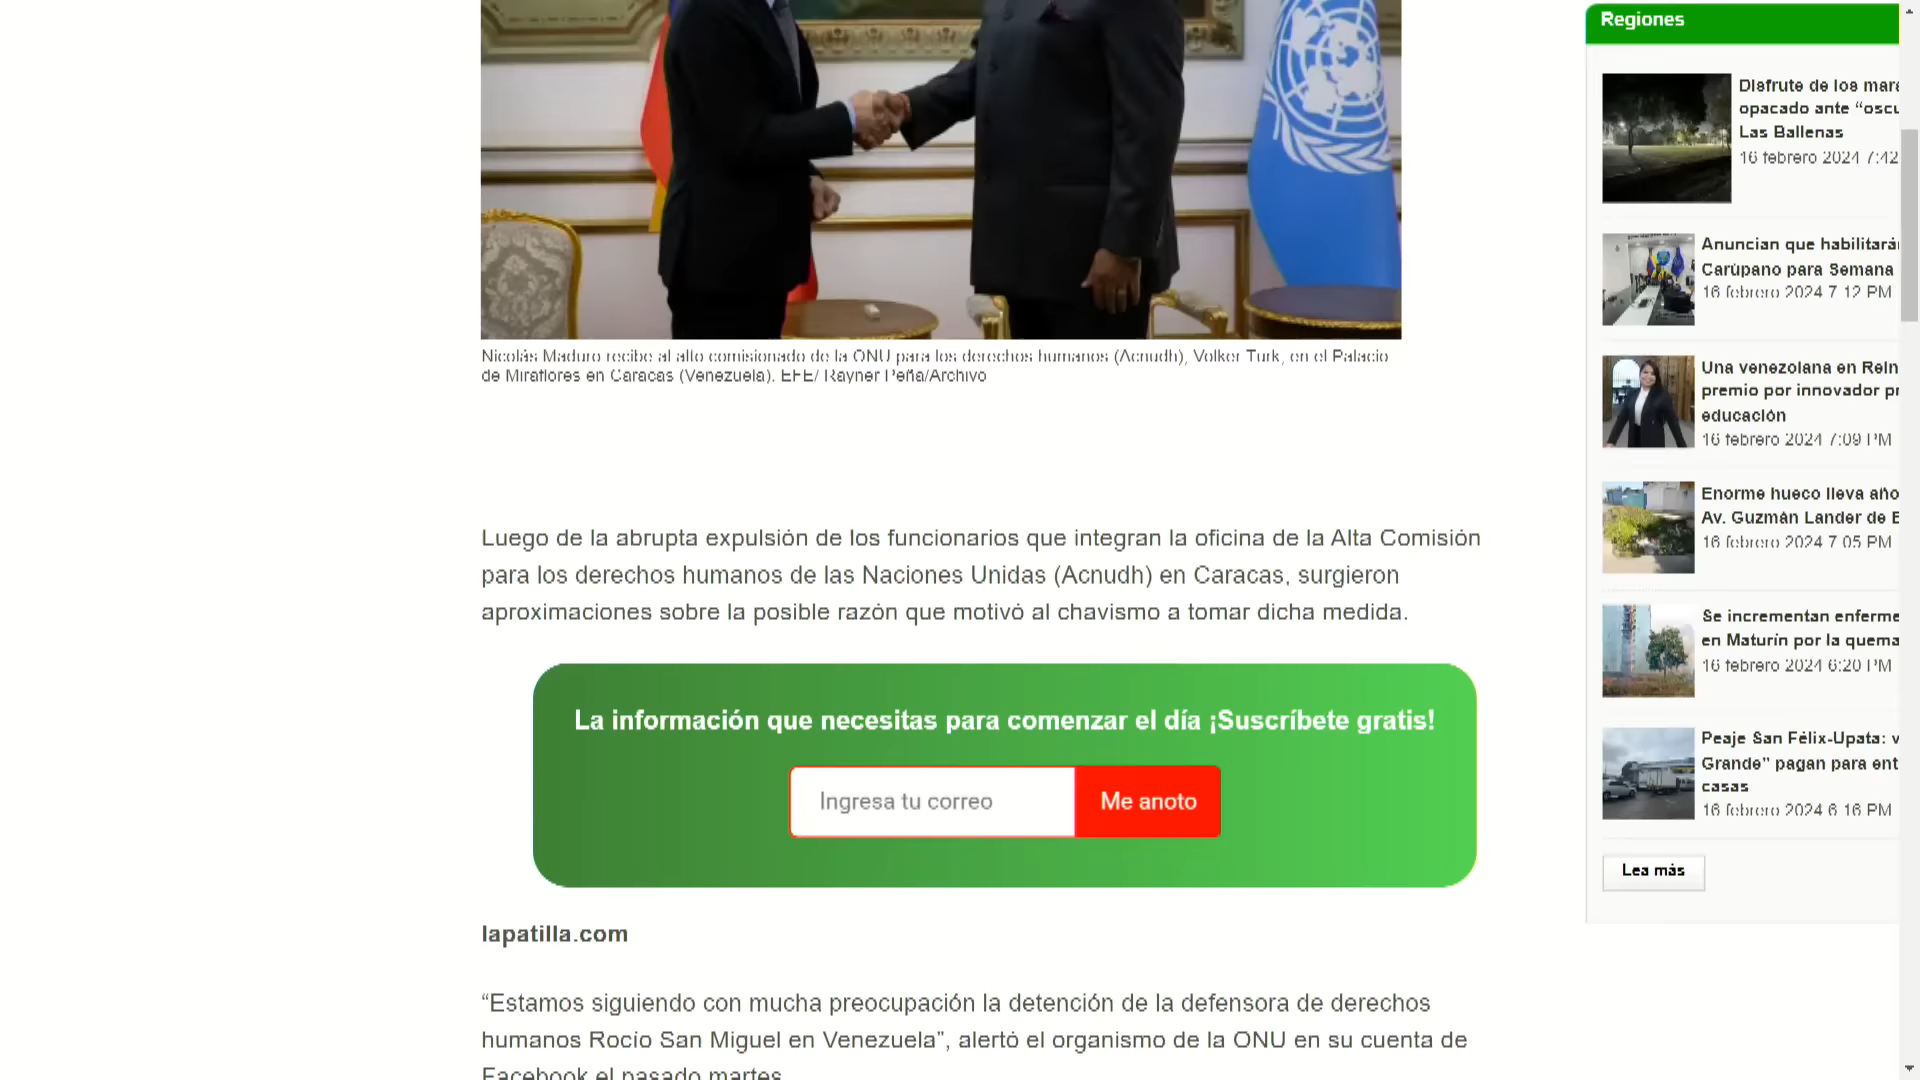 Nicolás Maduro recibe al alto comisionado de la ONU para los derechos humanos (Acnudh), Volker Turk, en el Palacio
de Miraflores en Caracas (Venezuela). EFE/ Rayner Peña/Archivo
Luego de la abrupta expulsión de los funcionarios que integran la oficina de la Alta Comisión
para los derechos humanos de las Naciones Unidas (Acnudh) en Caracas, surgieron
aproximaciones sobre la posible razón que motivó al chavismo a tomar dicha medida.
La información que necesitas para comenzar el día ¡Suscríbete gratis!
Ingresa tu correo
Me anoto
lapatilla.com
“Estamos siguiendo con mucha preocupación la detención de la defensora de derechos
humanos Rocío San Miguel en Venezuela”, alertó el organismo de la ONU en su cuenta de
Facebook el pasado martes
Regiones
Disfrute de los
opacado ante
Las Ballenas
16 febrero 2024 7:42
Anuncian que
Carúpano para Semana
16 febrero 2024 7:12 PM
Una venezolana en
premio por innovador
educación
16 febrero 2024 7:09 PM
Enorme hueco lleva
Av. Guzmán Lander de
16 febrero 2024 7:05 PM
Se incrementan
en Maturín por la
16 febrero 2024 6:20 PM
Peaje San Félix-Upata:
Grande” pagan para
casas
16 febrero 2024 6:16 PM
Lea más